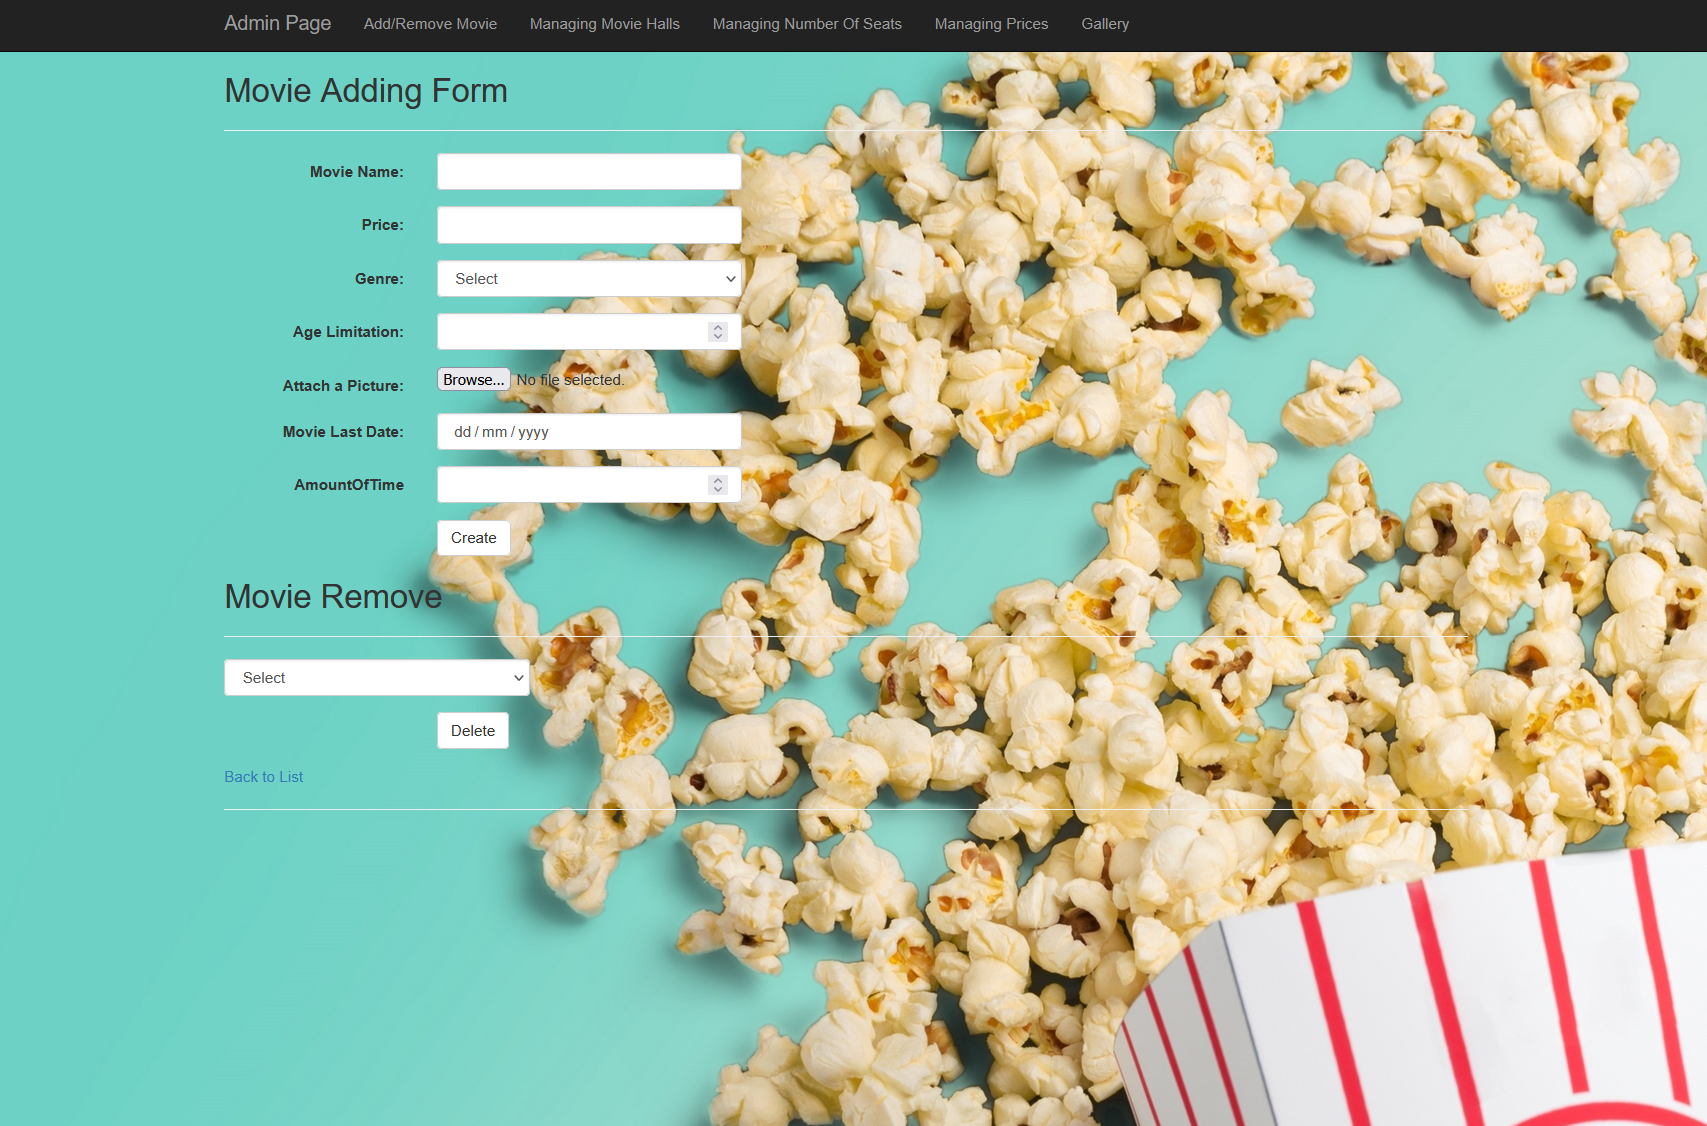 Admin Page Add/Remove Movie Managing Movie Halls Managing Number Of Seats Managing Prices Gallery
Movie Adding Form
Movie Name:
Price:
Genre: Select
Age Limitation:
Attach a Picture: Browse... No file selected.
Movie Last Date: dd / mm / yyyy
AmountOfTime
Create
Movie Remove
Select
Delete
Back to List